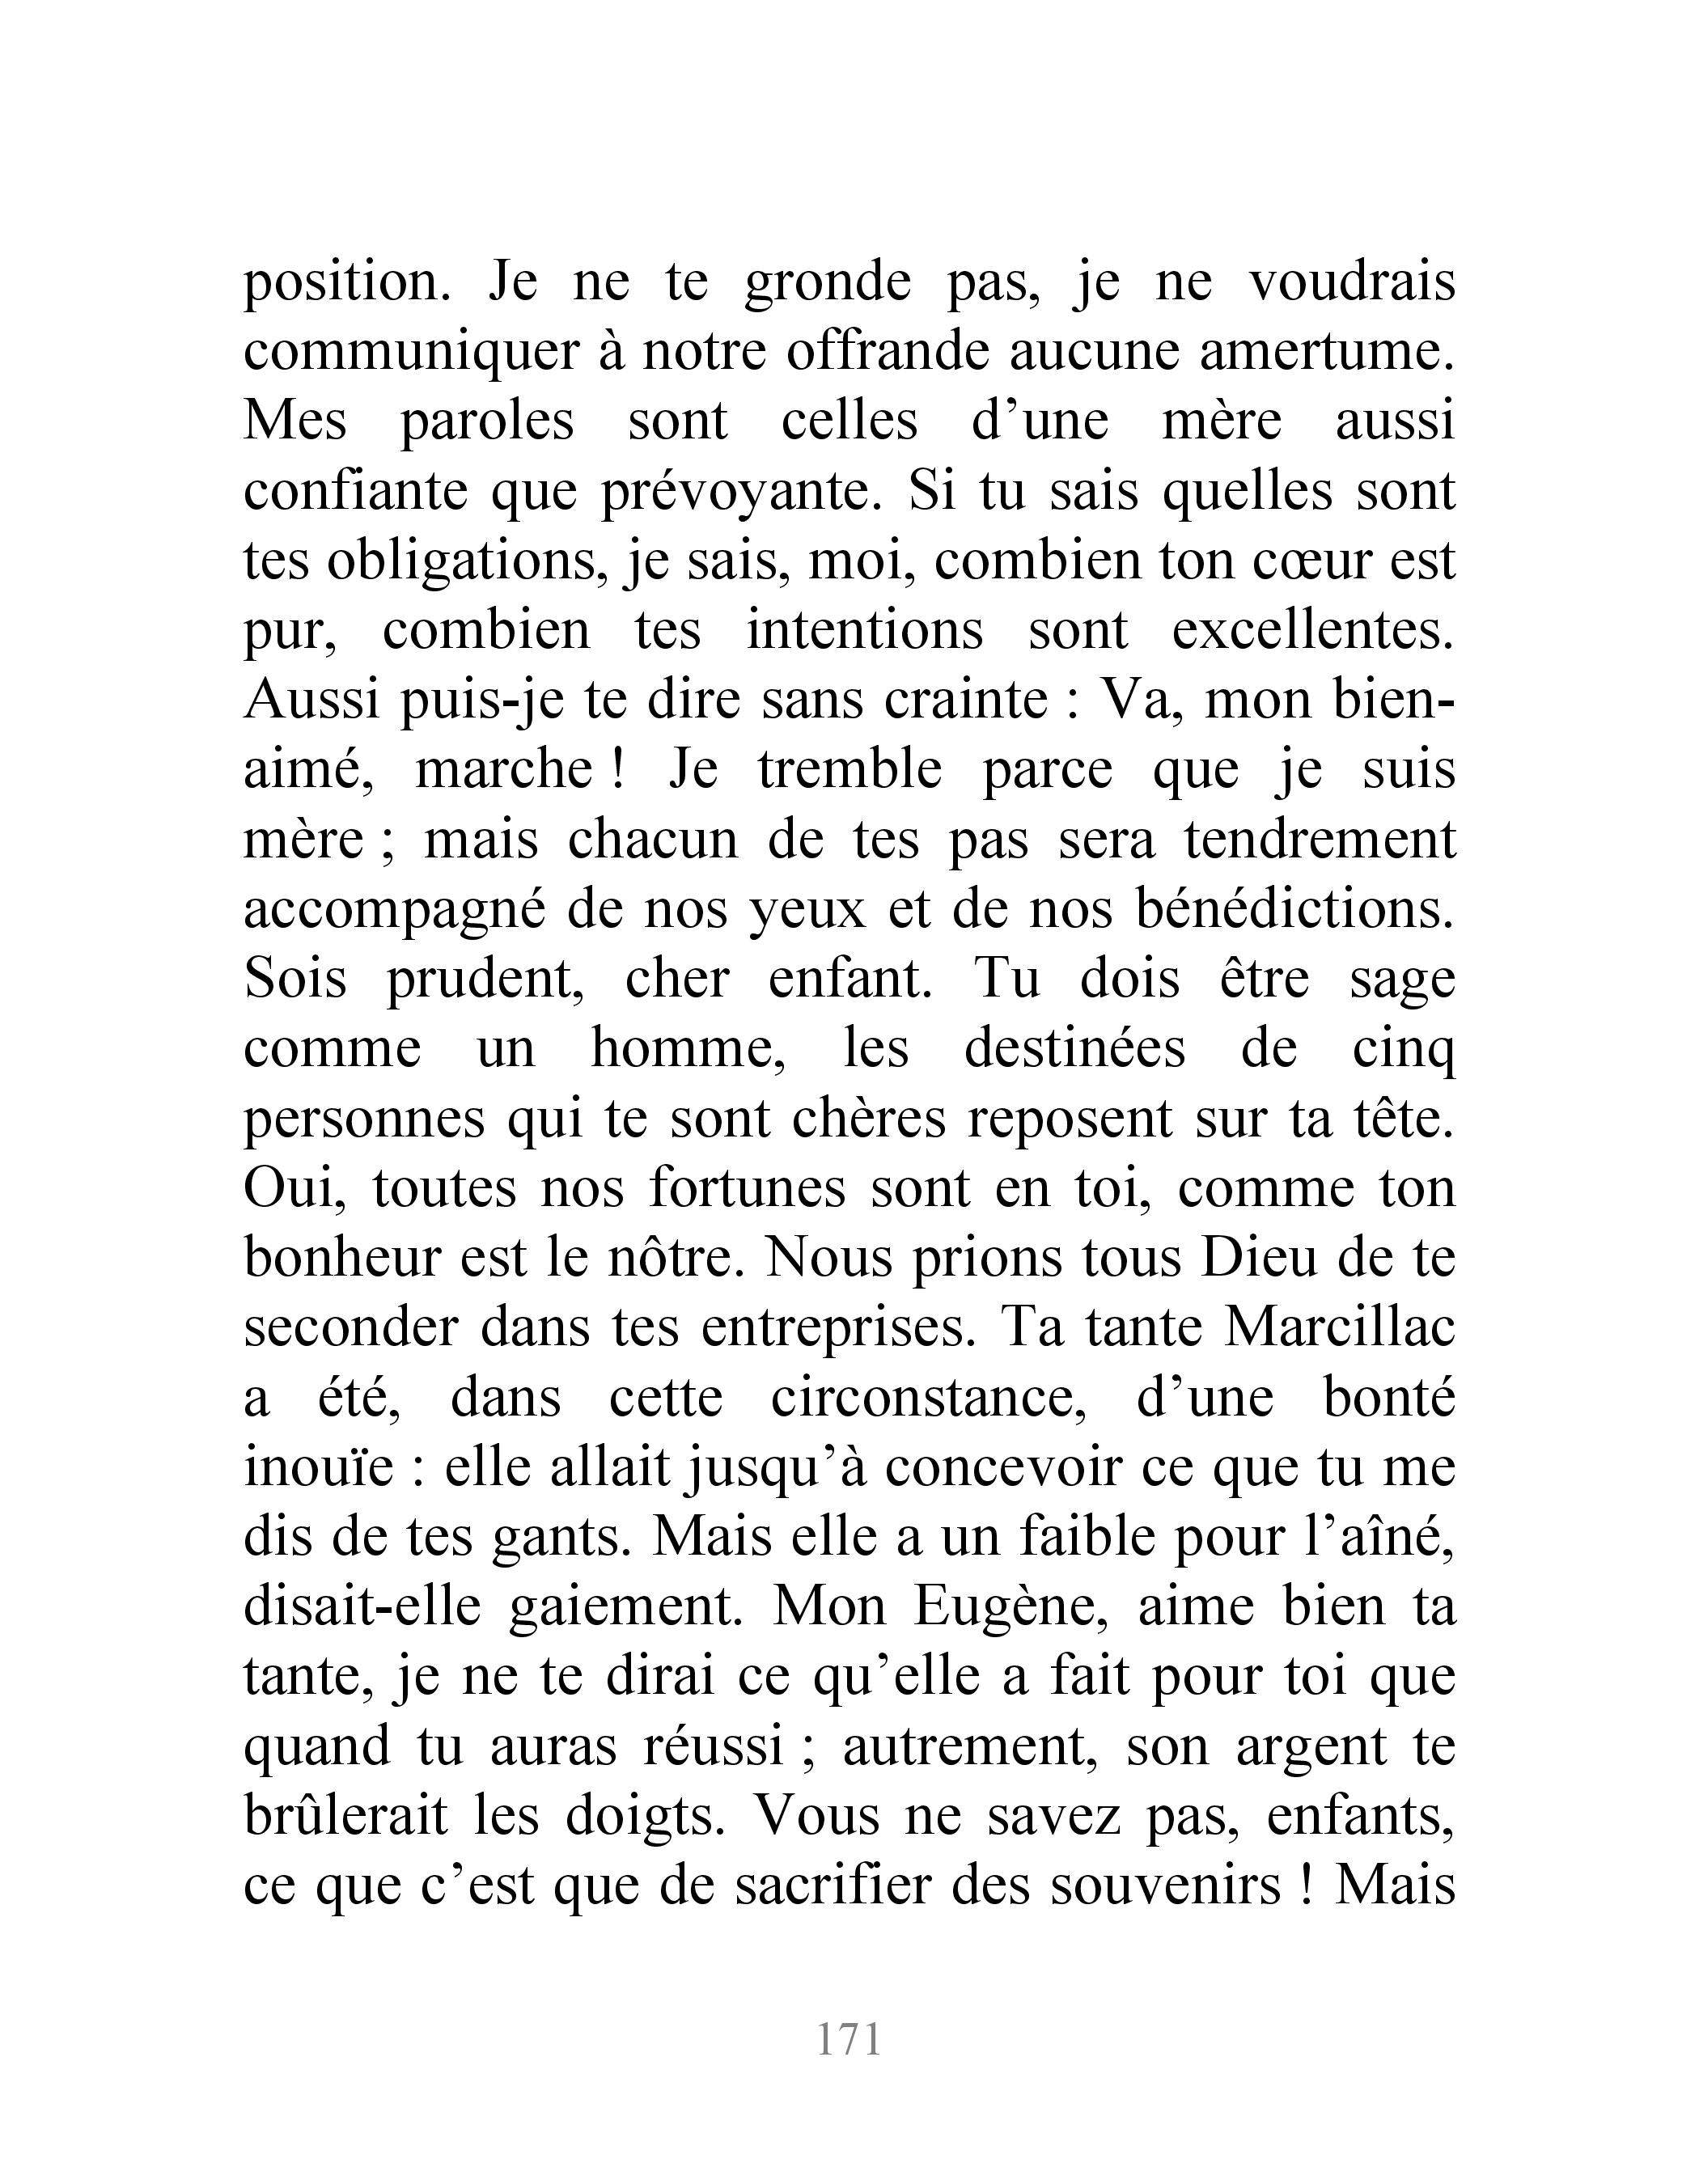 position. Je ne te gronde pas, je ne voudrais
communiquer à notre offrande aucune amertume.
Mes paroles sont celles d’une mère aussi
confiante que prévoyante. Si tu sais quelles sont
tes obligations, je sais, moi, combien ton cœur est
pur, combien tes intentions sont excellentes.
Aussi puis-je te dire sans crainte : Va, mon bien-
aimé, marche ! Je tremble parce que je suis
mère ; mais chacun de tes pas sera tendrement
accompagné de nos yeux et de nos bénédictions.
Sois prudent, cher enfant. Tu dois être sage
comme un homme, les destinées de cinq
personnes qui te sont chères reposent sur ta tête.
Oui, toutes nos fortunes sont en toi, comme ton
bonheur est le nôtre. Nous prions tous Dieu de te
seconder dans tes entreprises. Ta tante Marcillac
a été, dans cette circonstance, d’une bonté
inouïe : elle allait jusqu’à concevoir ce que tu me
dis de tes gants. Mais elle a un faible pour l’aîné,
disait-elle gaiement. Mon Eugène, aime bien ta
tante, je ne te dirai ce qu’elle a fait pour toi que
quand tu auras réussi ; autrement, son argent te
brûlerait les doigts. Vous ne savez pas, enfants,
ce que c’est que de sacrifier des souvenirs ! Mais
171